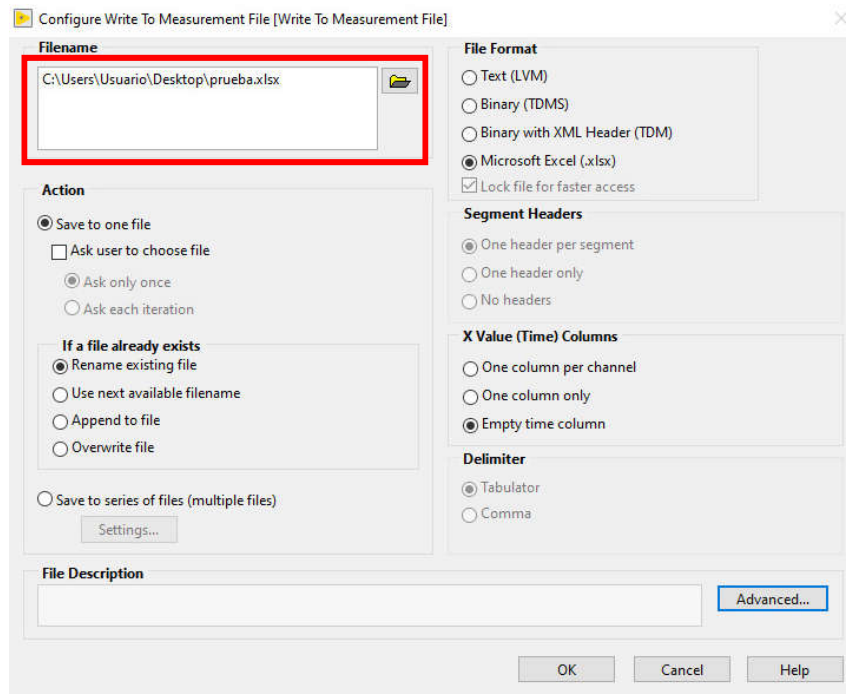 Configure Write To Measurement File [Write To Measurement File]
Filename
C:\Users\Usuario\Desktop\prueba.xlsx
Action
Save to one file
Ask user to choose file
Ask only once
Ask each iteration
If a file already exists
Rename existing file
Use next available filename
Append to file
Overwrite file
Save to series of files (multiple files)
Settings...
File Format
Text (LVM)
Binary (TDMS)
Binary with XML Header (TDM)
Microsoft Excel (.xlsx)
Lock file for faster access
Segment Headers
One header per segment
One header only
No headers
X Value (Time) Columns
One column per channel
One column only
Empty time column
Delimiter
Tabulator
Comma
File Description
Advanced...
OK Cancel Help